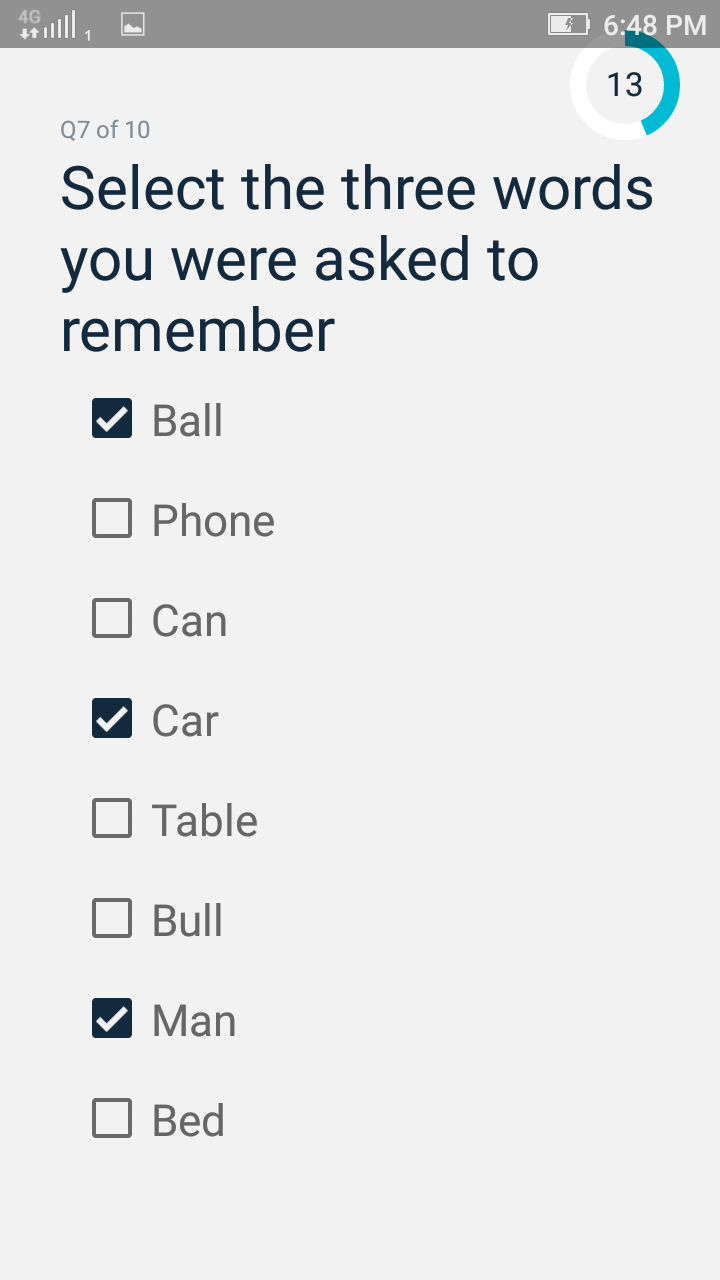 4G 1 6:48 PM
13
Q7 of 10
Select the three words
you were asked to
remember
Ball
Phone
Can
Car
Table
Bull
Man
Bed